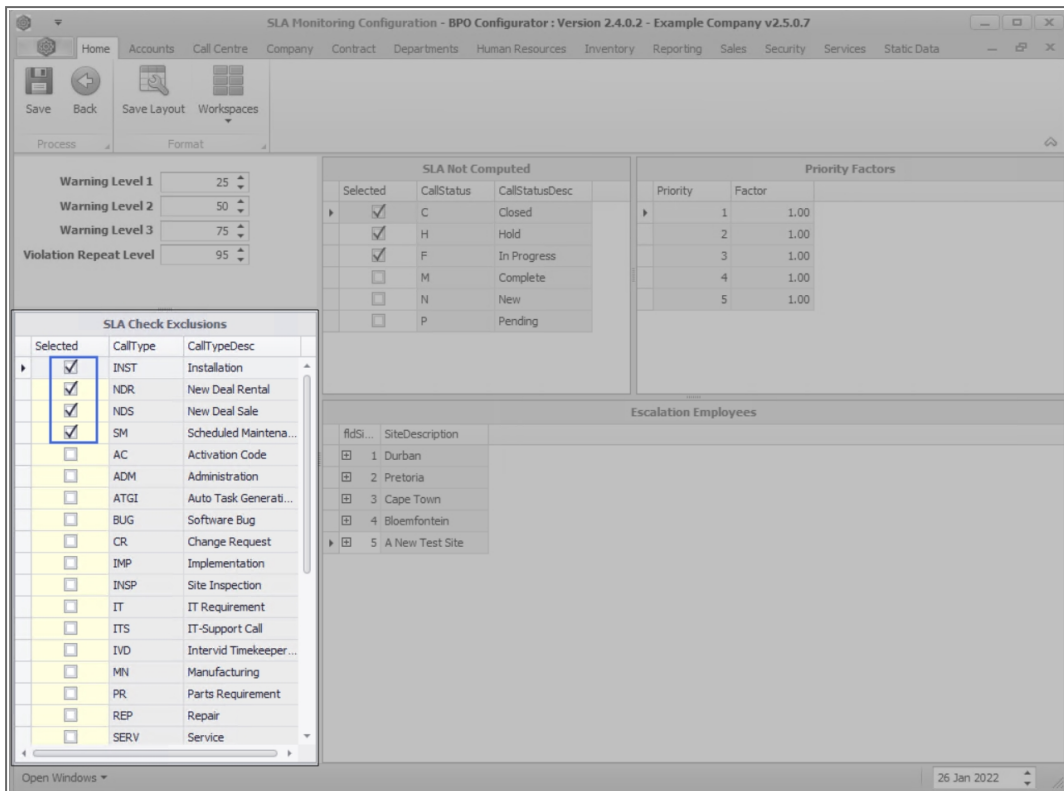 SLA Monitoring Configuration - BPO Configurator : Version 2.4.0.2 - Example Company v2.5.0.7
Home Accounts Call Centre Company Contract Departments Human Resources Inventory Reporting Sales Security Services Static Data
Save Back Save Layout Workspaces
Process Format
Warning Level 1 25
Warning Level 2 50
Warning Level 3 75
Violation Repeat Level 95
SLA Not Computed
Selected CallStatus CallStatusDesc
C Closed
H Hold
F In Progress
M Complete
N New
P Pending
Priority Factors
Priority Factor
1 1.00
2 1.00
3 1.00
4 1.00
5 1.00
SLA Check Exclusions
Selected CallType CallTypeDesc
INST Installation
NDR New Deal Rental
NDS New Deal Sale
SM Scheduled Maintena...
AC Activation Code
ADM Administration
ATGI Auto Task Generati...
BUG Software Bug
CR Change Request
IMP Implementation
INSP Site Inspection
IT IT Requirement
ITS IT-Support Call
IVD Intervid Timekeeper...
MN Manufacturing
PR Parts Requirement
REP Repair
SERV Service
Escalation Employees
fldSi... SiteDescription
1 Durban
2 Pretoria
3 Cape Town
4 Bloemfontein
5 A New Test Site
Open Windows 26 Jan 2022